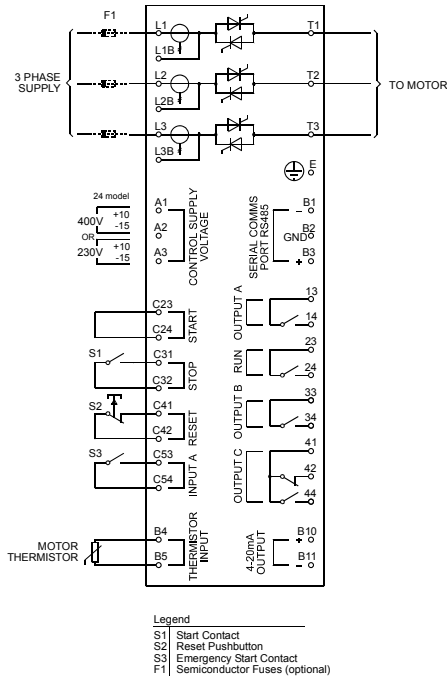 F1
L1
T1
L1B
3 PHASE
SUPPLY
L2
T2
TO MOTOR
L2B
L3
T3
L3B
E
24 model
400V +10
-15
OR
230V +10
-15
A1
A2
A3
CONTROL SUPPLY
VOLTAGE
SERIAL COMMS
PORT RS485
- B1
B2
GND
+ B3
C23
C24
START
OUTPUT A
13
14
S1
C31
C32
STOP
RUN
23
24
S2
C41
C42
RESET
OUTPUT B
33
34
S3
C53
C54
INPUT A
OUTPUT C
41
42
44
MOTOR
THERMISTOR
B4
B5
THERMISTOR
INPUT
4-20mA
OUTPUT
+ B10
- B11
Legend
S1 Start Contact
S2 Reset Pushbutton
S3 Emergency Start Contact
F1 Semiconductor Fuses (optional)